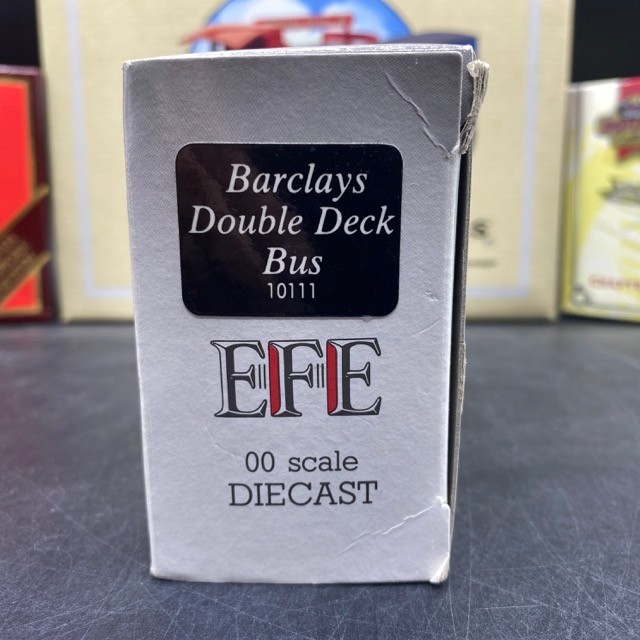 Barclays
Double Deck
Bus
10111
EFE
00 scale
DIECAST